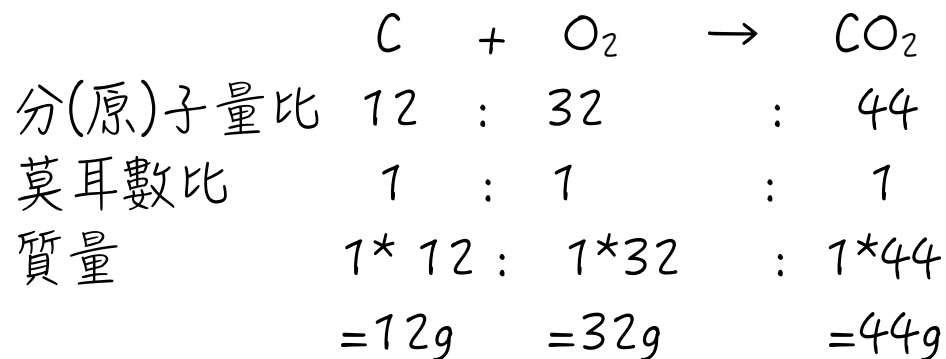 C + O₂ → CO₂
分(原)子量比 12 : 32 : 44
莫耳數比 1 : 1 : 1
質量 1* 12 : 1*32 : 1*44
=12g =32g =44g